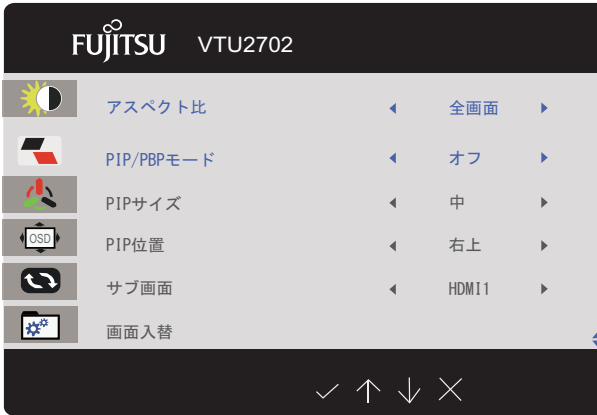 FUJITSU VTU2702
アスペクト比 全画面
PIP/PBPモード オフ
PIPサイズ 中
PIP位置 右上
OSD
サブ画面 HDMI1
画面入替